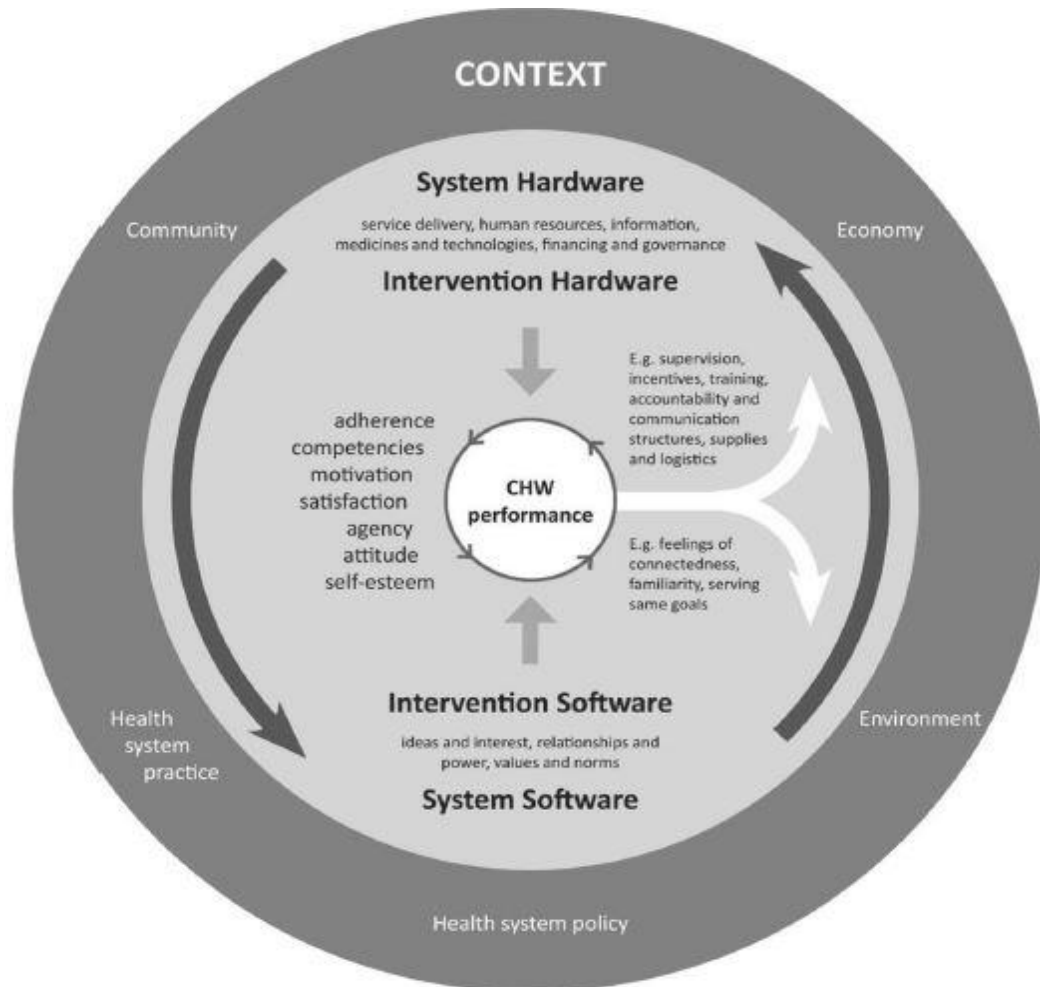 CONTEXT
Community
Economy
System Hardware
service delivery, human resources, information,
medicines and technologies, financing and governance
Intervention Hardware
E.g. supervision,
incentives, training,
accountability and
communication
structures, supplies
and logistics
adherence
competencies
motivation
satisfaction
agency
attitude
self-esteem
CHW
performance
E.g. feelings of
connectedness,
familiarity, serving
same goals
Intervention Software
ideas and interest, relationships and
power, values and norms
System Software
Health
system
practice
Environment
Health system policy